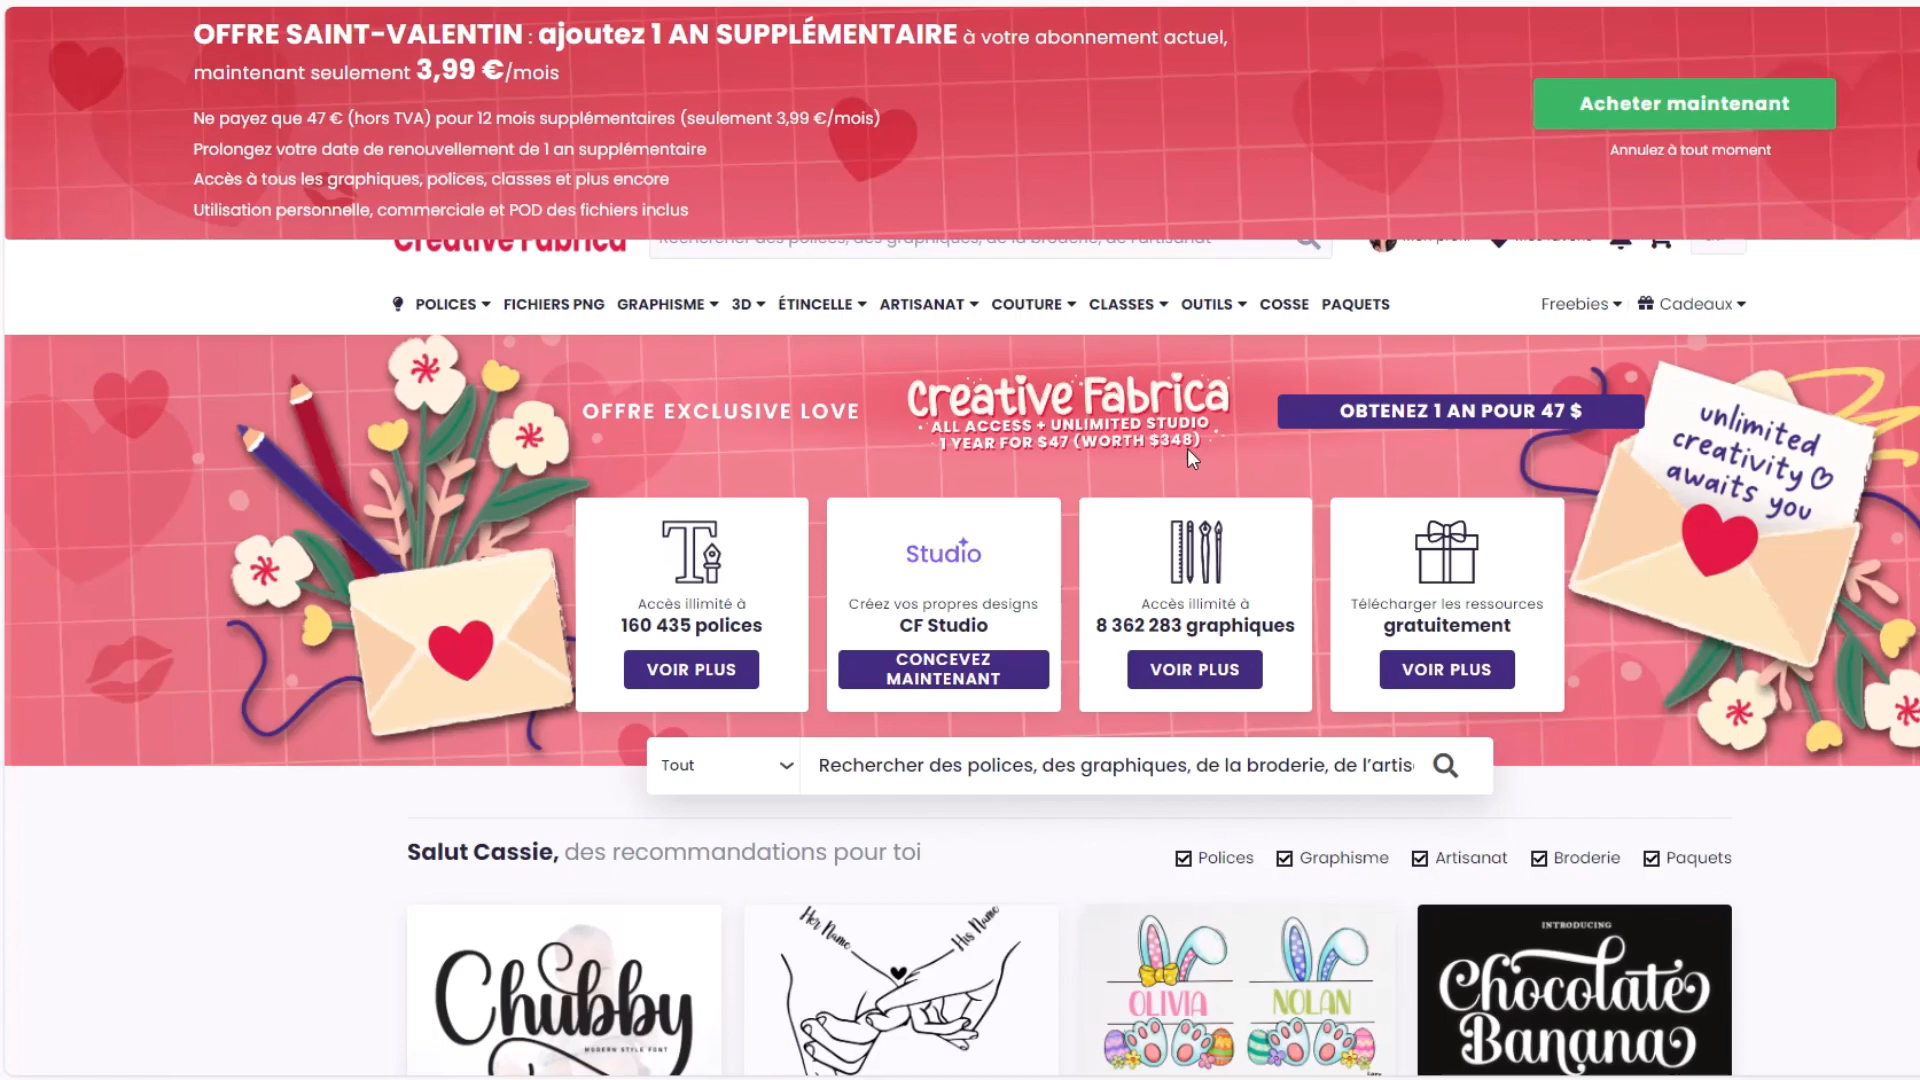 OFFRE SAINT-VALENTIN : ajoutez 1 AN SUPPLÉMENTAIRE à votre abonnement actuel,
maintenant seulement 3,99 €/mois
Ne payez que 47 € (hors TVA) pour 12 mois supplémentaires (seulement 3,99 €/mois)
Prolongez votre date de renouvellement de 1 an supplémentaire
Accès à tous les graphiques, polices, classes et plus encore
Utilisation personnelle, commerciale et POD des fichiers inclus
Acheter maintenant
Annulez à tout moment
Creative Fabrica
Rechercher des polices, des graphiques, de la broderie, de l'artisanat
POLICES FICHIERS PNG GRAPHISME 3D ÉTINCELLE ARTISANAT COUTURE CLASSES OUTILS COSSE PAQUETS Freebies Cadeaux
OFFRE EXCLUSIVE LOVE
Creative Fabrica
ALL ACCESS + UNLIMITED STUDIO
1 YEAR FOR $47 (WORTH $348)
OBTENEZ 1 AN POUR 47 $
unlimited
creativity
awaits you
Accès illimité à
160 435 polices
VOIR PLUS
Studio
Créez vos propres designs
CF Studio
CONCEVEZ
MAINTENANT
Accès illimité à
8 362 283 graphiques
VOIR PLUS
Télécharger les ressources
gratuitement
VOIR PLUS
Tout
Rechercher des polices, des graphiques, de la broderie, de l'artis
Salut Cassie, des recommandations pour toi
Polices Graphisme Artisanat Broderie Paquets
Chubby
MODERN STYLE FONT
Her Name
His Name
OLIVIA
NOLAN
INTRODUCING
Chocolate
Banana